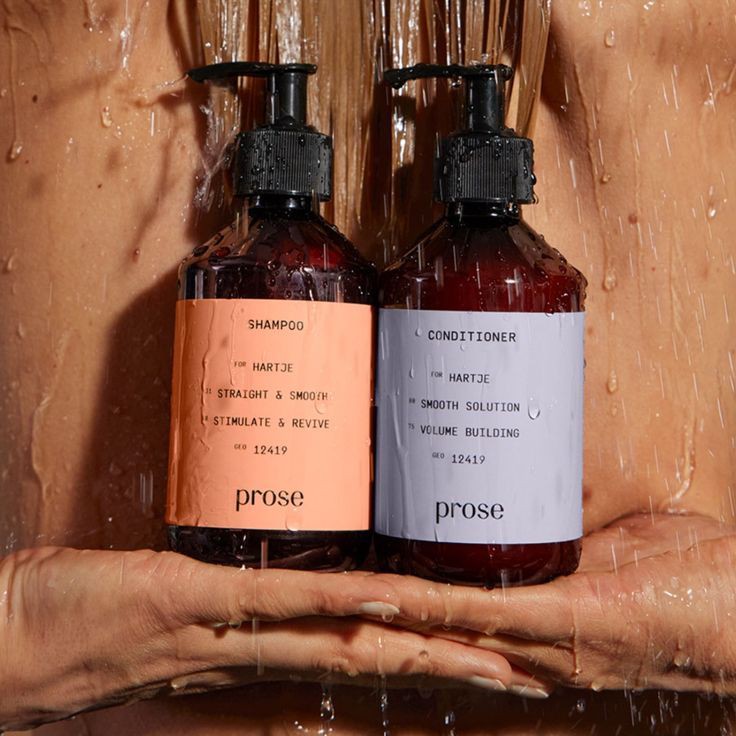 SHAMPOO
FOR HARTJE
STRAIGHT & SMOOTH
STIMULATE & REVIVE
GEO 12419
prose
CONDITIONER
FOR HARTJE
SMOOTH SOLUTION
VOLUME BUILDING
GEO 12419
prose